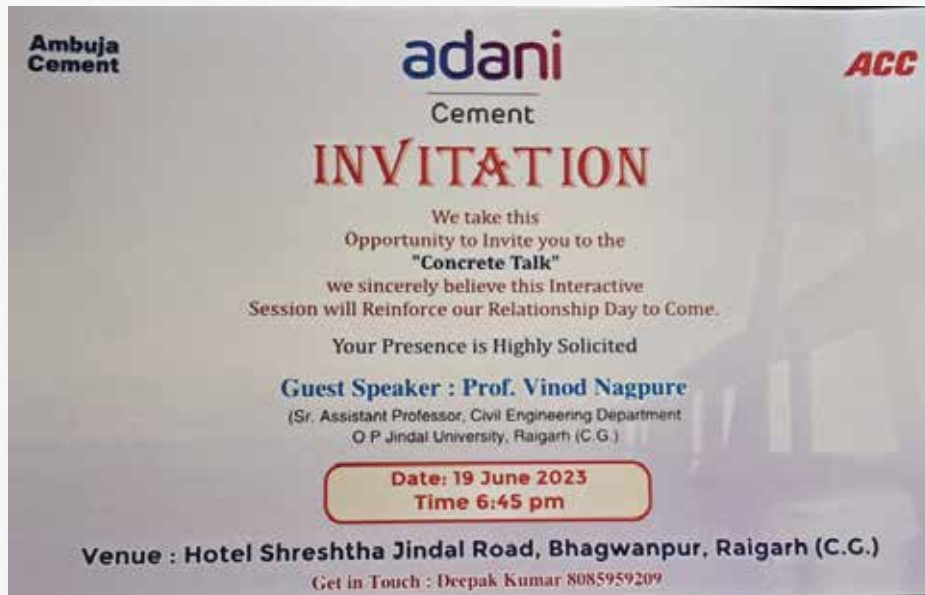 Ambuja
Cement
adani
Cement
ACC
INVITATION
We take this
Opportunity to Invite you to the
"Concrete Talk"
we sincerely believe this Interactive
Session will Reinforce our Relationship Day to Come.
Your Presence is Highly Solicited
Guest Speaker : Prof. Vinod Nagpure
(Sr. Assistant Professor, Civil Engineering Department
O P Jindal University, Raigarh (C.G.)
Date: 19 June 2023
Time 6:45 pm
Venue : Hotel Shreshtha Jindal Road, Bhagwanpur, Raigarh (C.G.)
Get in Touch : Deepak Kumar 8085959209